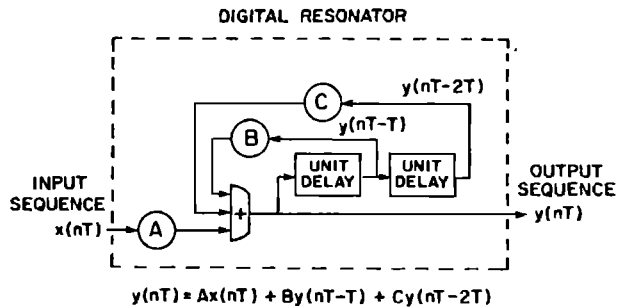 DIGITAL RESONATOR
y(nT-2T)
C
y(nT-T)
B
UNIT DELAY
UNIT DELAY
INPUT SEQUENCE
x(nT)
A
+
OUTPUT SEQUENCE
y(nT)
y(nT) = Ax(nT) + By(nT-T) + Cy(nT-2T)